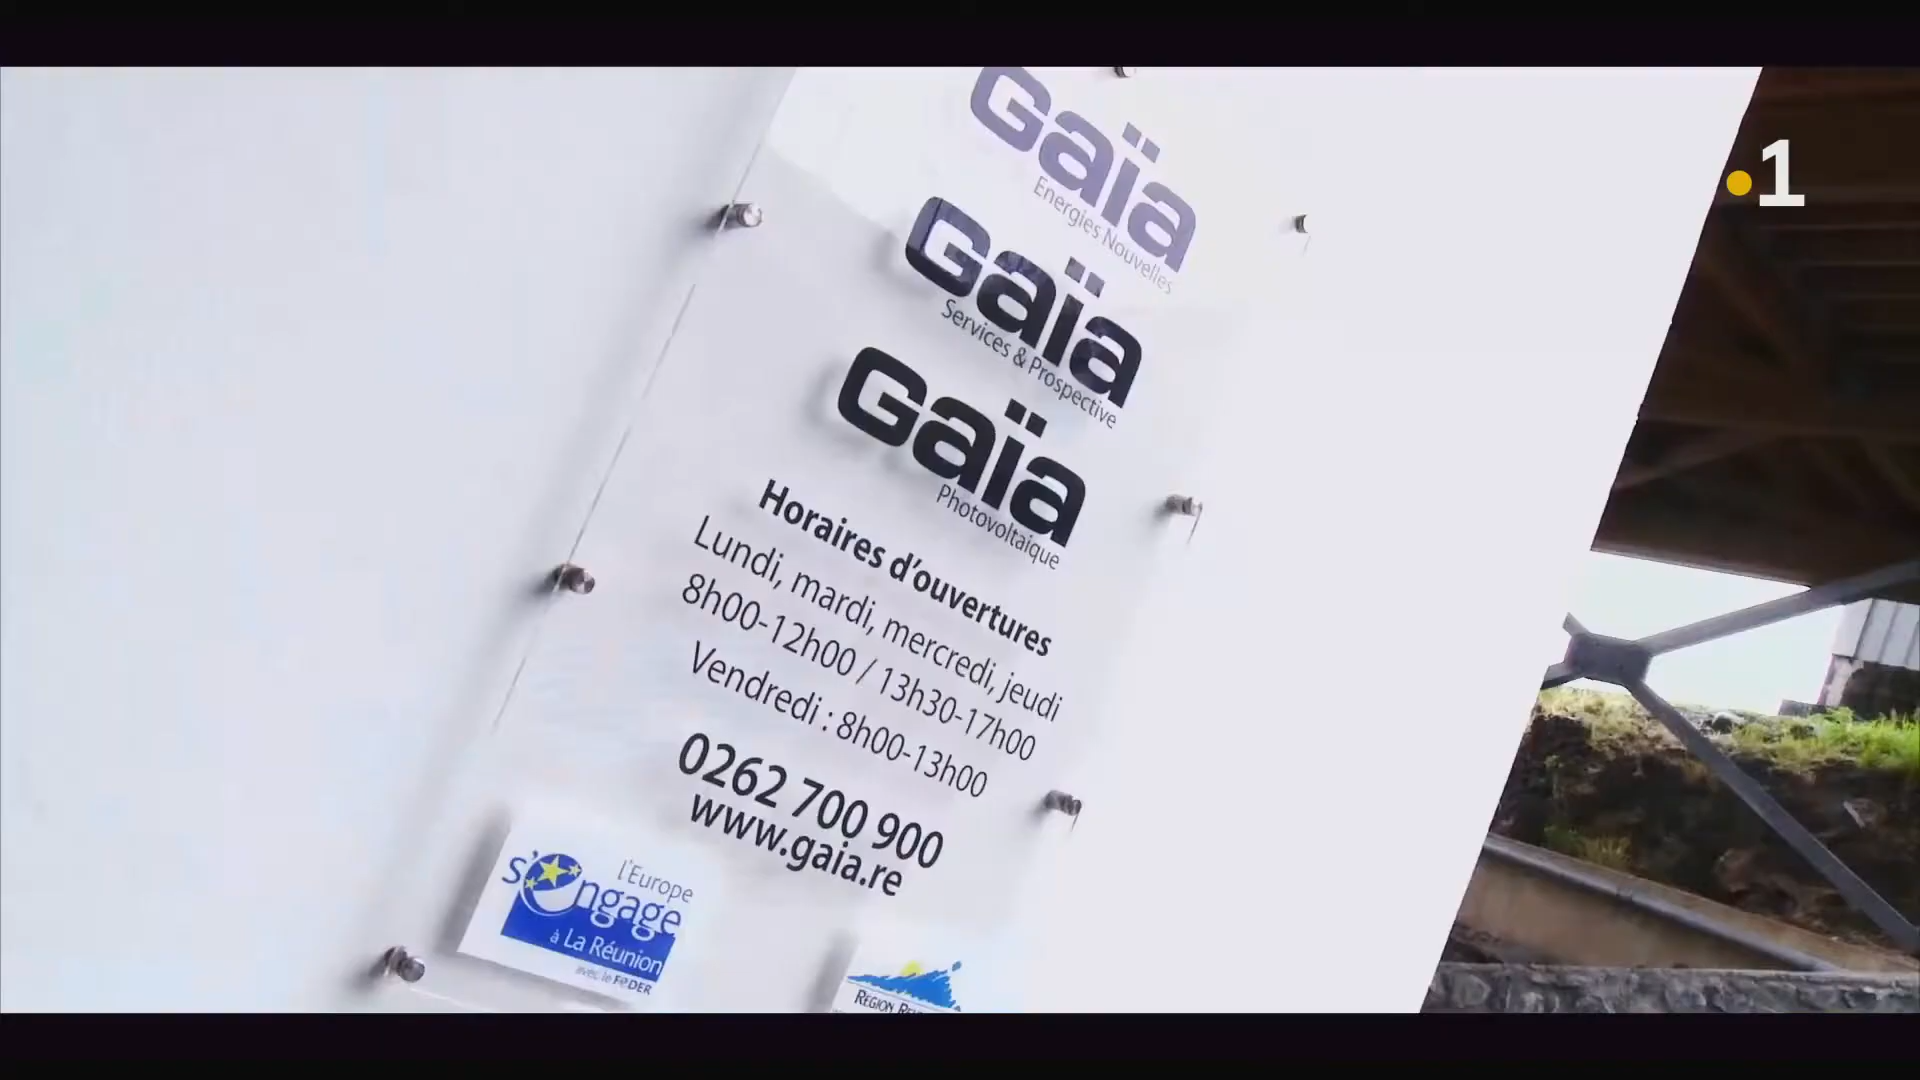 Gaïa
Energies Nouvelles
Gaïa
Services & Prospective
Gaïa
Photovoltaïque
Horaires d'ouvertures
Lundi, mardi, mercredi, jeudi
8h00-12h00 / 13h30-17h00
Vendredi : 8h00-13h00
0262 700 900
www.gaia.re
l'Europe
s'engage
à La Réunion
avec le FEDER
REGION
1